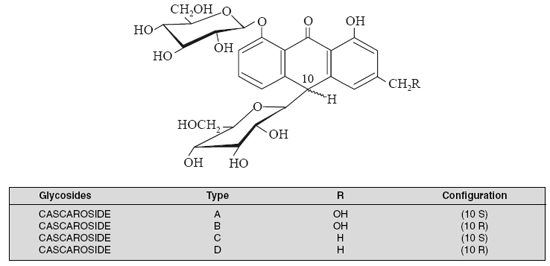 CH2OH O
HO O O OH
HO OH
10
CH2R
H
O
HOCH2
OH
OH HO
Glycosides Type R Configuration
CASCAROSIDE A OH (10 S)
CASCAROSIDE B OH (10 R)
CASCAROSIDE C H (10 S)
CASCAROSIDE D H (10 R)